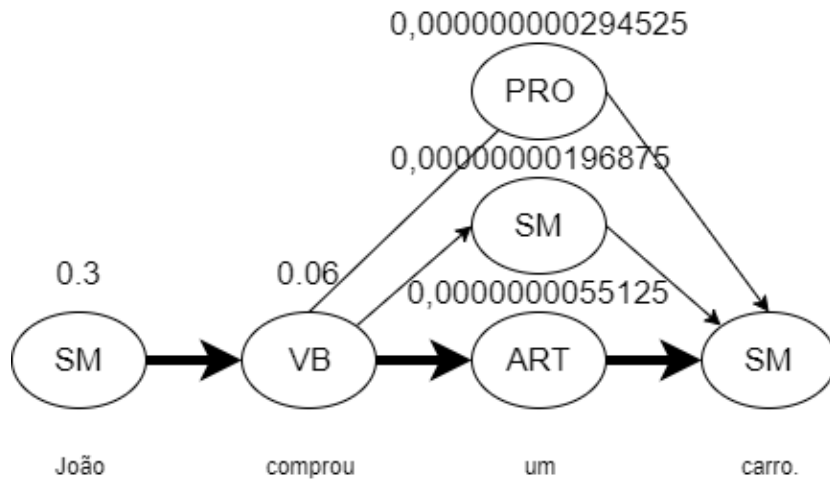 0,000000000294525
PRO
0,00000000196875
SM
0.3 0.06 0,0000000055125
SM VB ART SM
João comprou um carro.